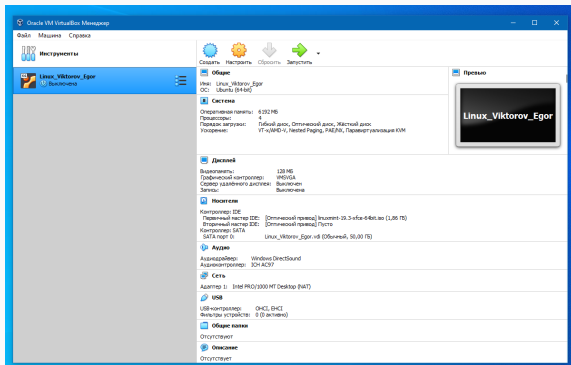 Oracle VM VirtualBox Менеджер
Файл Машина Справка
Инструменты
Создать Настроить Сбросить Запустить
Linux_Viktorov_Egor
Выключена
Общие
Имя: Linux_Viktorov_Egor
ОС: Ubuntu (64-bit)
Система
Оперативная память: 6192 МБ
Процессоры: 4
Порядок загрузки: Гибкий диск, Оптический диск, Жёсткий диск
Ускорение: VT-x/AMD-V, Nested Paging, PAE/NX, Паравиртуализация KVM
Превью
Linux_Viktorov_Egor
Дисплей
Видеопамять: 128 МБ
Графический контроллер: VMSVGA
Сервер удалённого дисплея: Выключен
Запись: Выключена
Носители
Контроллер: IDE
Первичный мастер IDE: [Оптический привод] linuxmint-19.3-xfce-64bit.iso (1,86 ГБ)
Вторичный мастер IDE: [Оптический привод] Пусто
Контроллер: SATA
SATA порт 0: Linux_Viktorov_Egor.vdi (Обычный, 50,00 ГБ)
Аудио
Аудиодрайвер: Windows DirectSound
Аудиоконтроллер: ICH AC97
Сеть
Адаптер 1: Intel PRO/1000 MT Desktop (NAT)
USB
USB-контроллер: OHCI, EHCI
Фильтры устройств: 0 (0 активно)
Общие папки
Отсутствуют
Описание
Отсутствует